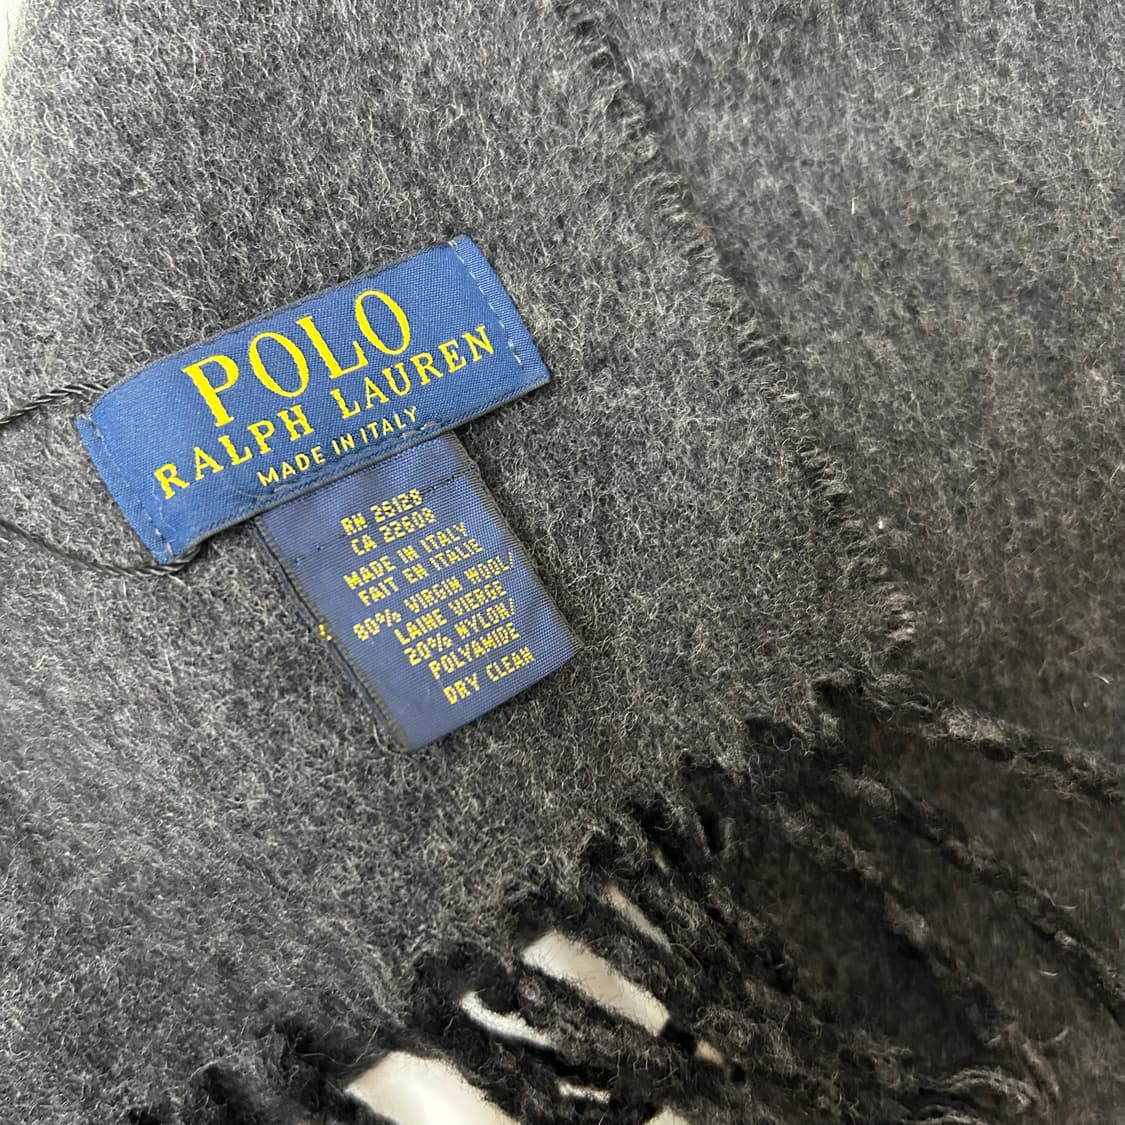 POLO
RALPH LAUREN
MADE IN ITALY
RN 25128
CA 22608
MADE IN ITALY
FAIT EN ITALIE
80% VIRGIN WOOL/
LAINE VIERGE
20% NYLON/
POLYAMIDE
DRY CLEAN